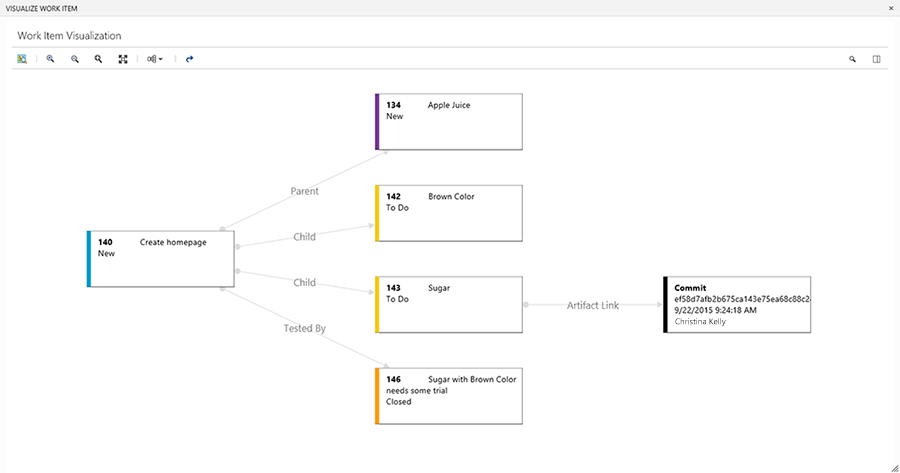 VISUALIZE WORK ITEM
Work Item Visualization
134 Apple Juice
New
Parent
142 Brown Color
To Do
Child
140 Create homepage
New
Child
143 Sugar
To Do
Artifact Link
Commit
ef58d7afb2b675ca143e75ea68c88c2
9/22/2015 9:24:18 AM
Christina Kelly
Tested By
146 Sugar with Brown Color
needs some trial
Closed